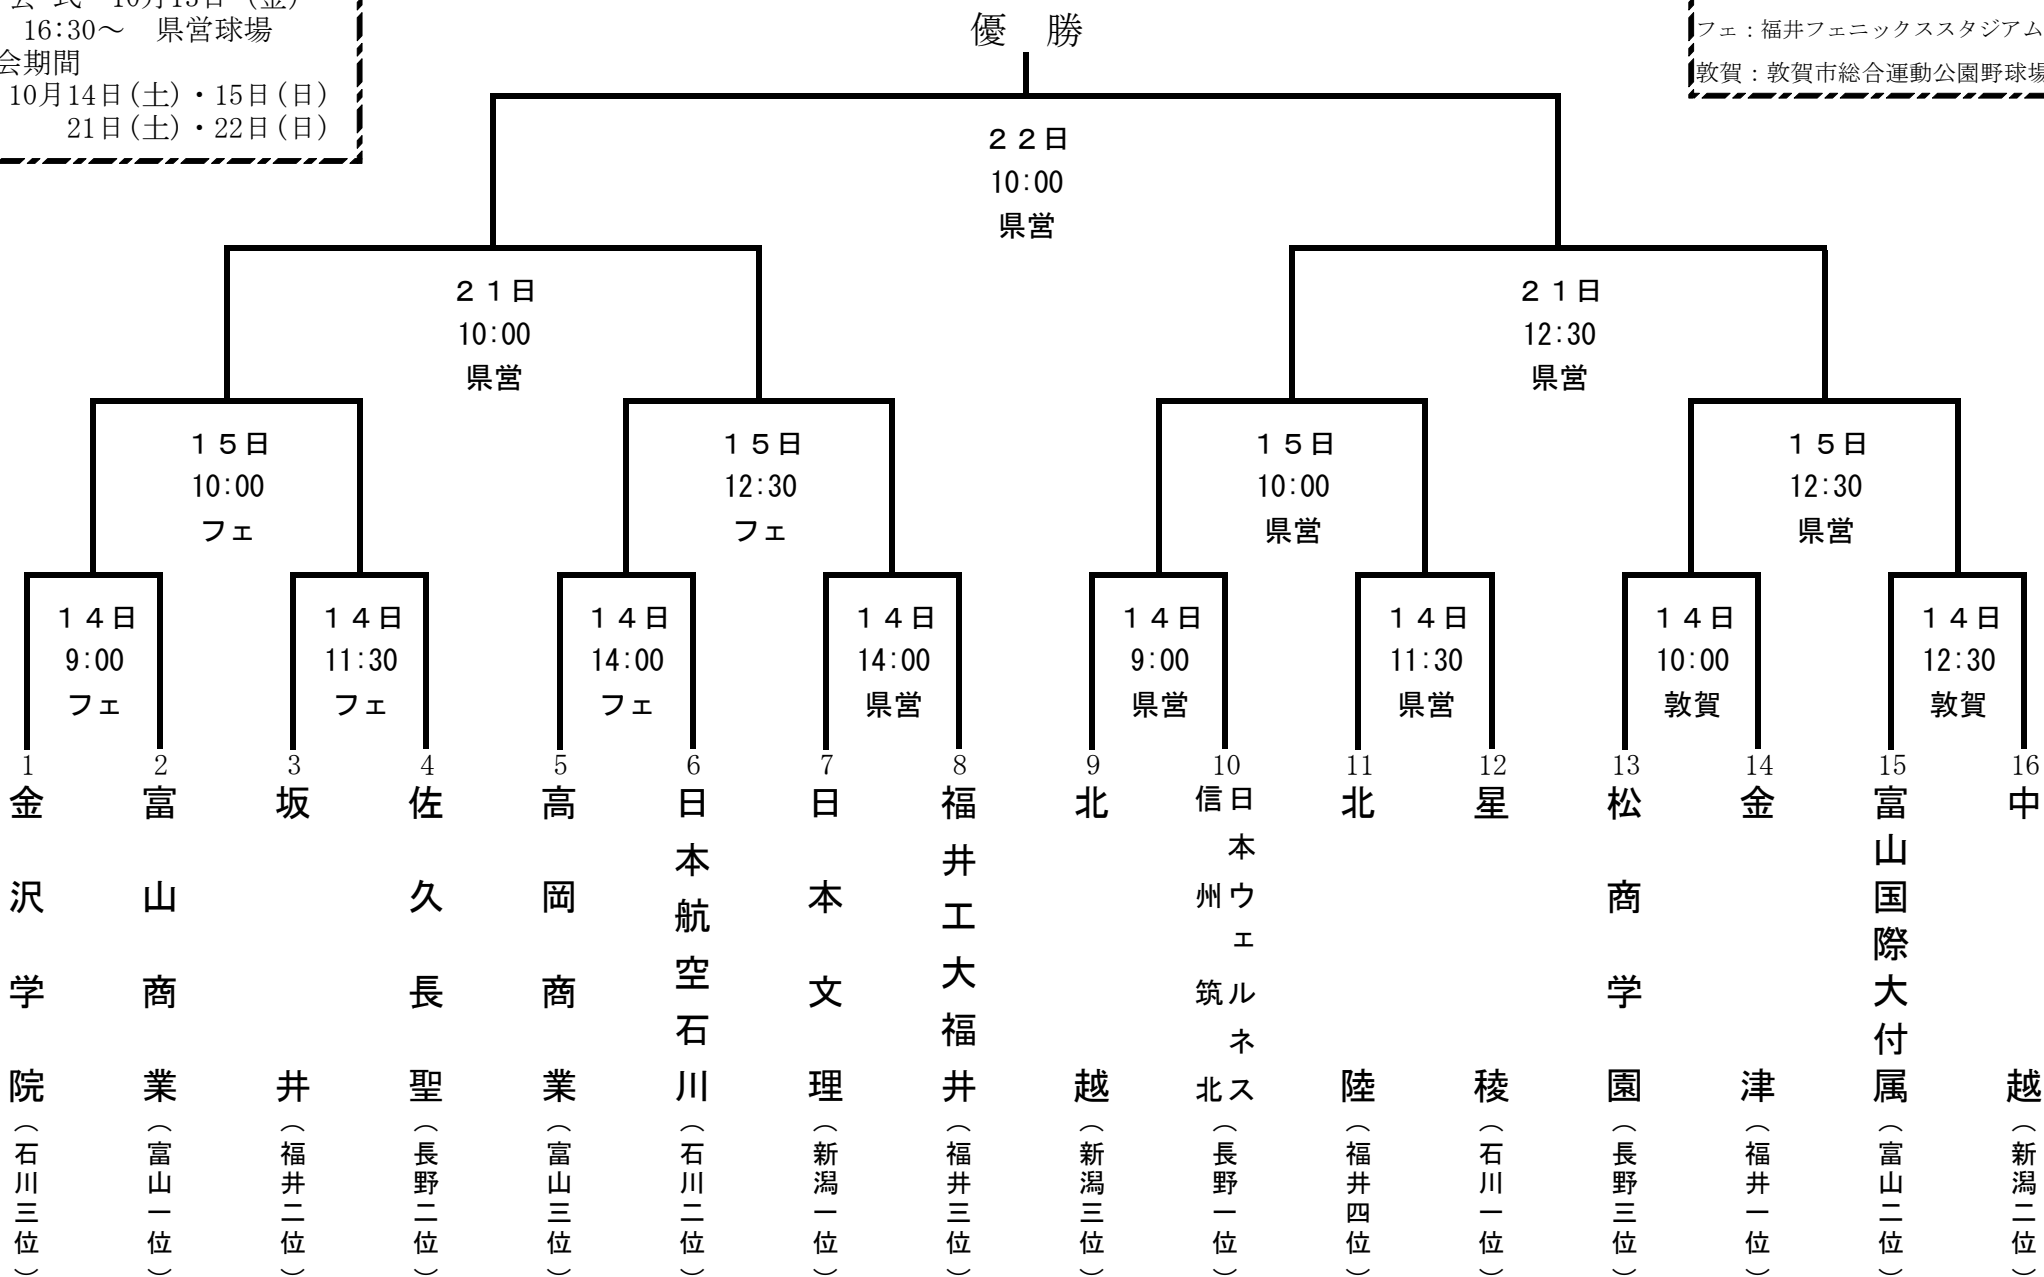 会 式 10月13日 (金)
16:30～ 県営球場
会期間
10月14日(土)・15日(日)
21日(土)・22日(日)
優 勝
フェ：福井フェニックススタジアム
敦賀：敦賀市総合運動公園野球場
２２日
10:00
県営
２１日
10:00
県営
２１日
12:30
県営
１５日
10:00
フェ
１５日
12:30
フェ
１５日
10:00
県営
１５日
12:30
県営
１４日
9:00
フェ
１４日
11:30
フェ
１４日
14:00
フェ
１４日
14:00
県営
１４日
9:00
県営
１４日
11:30
県営
１４日
10:00
敦賀
１４日
12:30
敦賀
1
金沢学院
（石川三位）
2
富山商業
（富山一位）
3
坂井
（福井二位）
4
佐久長聖
（長野二位）
5
高岡商業
（富山三位）
6
日本航空石川
（石川二位）
7
日本文理
（新潟一位）
8
福井工大福井
（福井三位）
9
北越
（新潟三位）
10
日本ウェルネス
信州筑北
（長野一位）
11
北陸
（福井四位）
12
星稜
（石川一位）
13
松商学園
（長野三位）
14
金津
（福井一位）
15
富山国際大付属
（富山二位）
16
中越
（新潟二位）